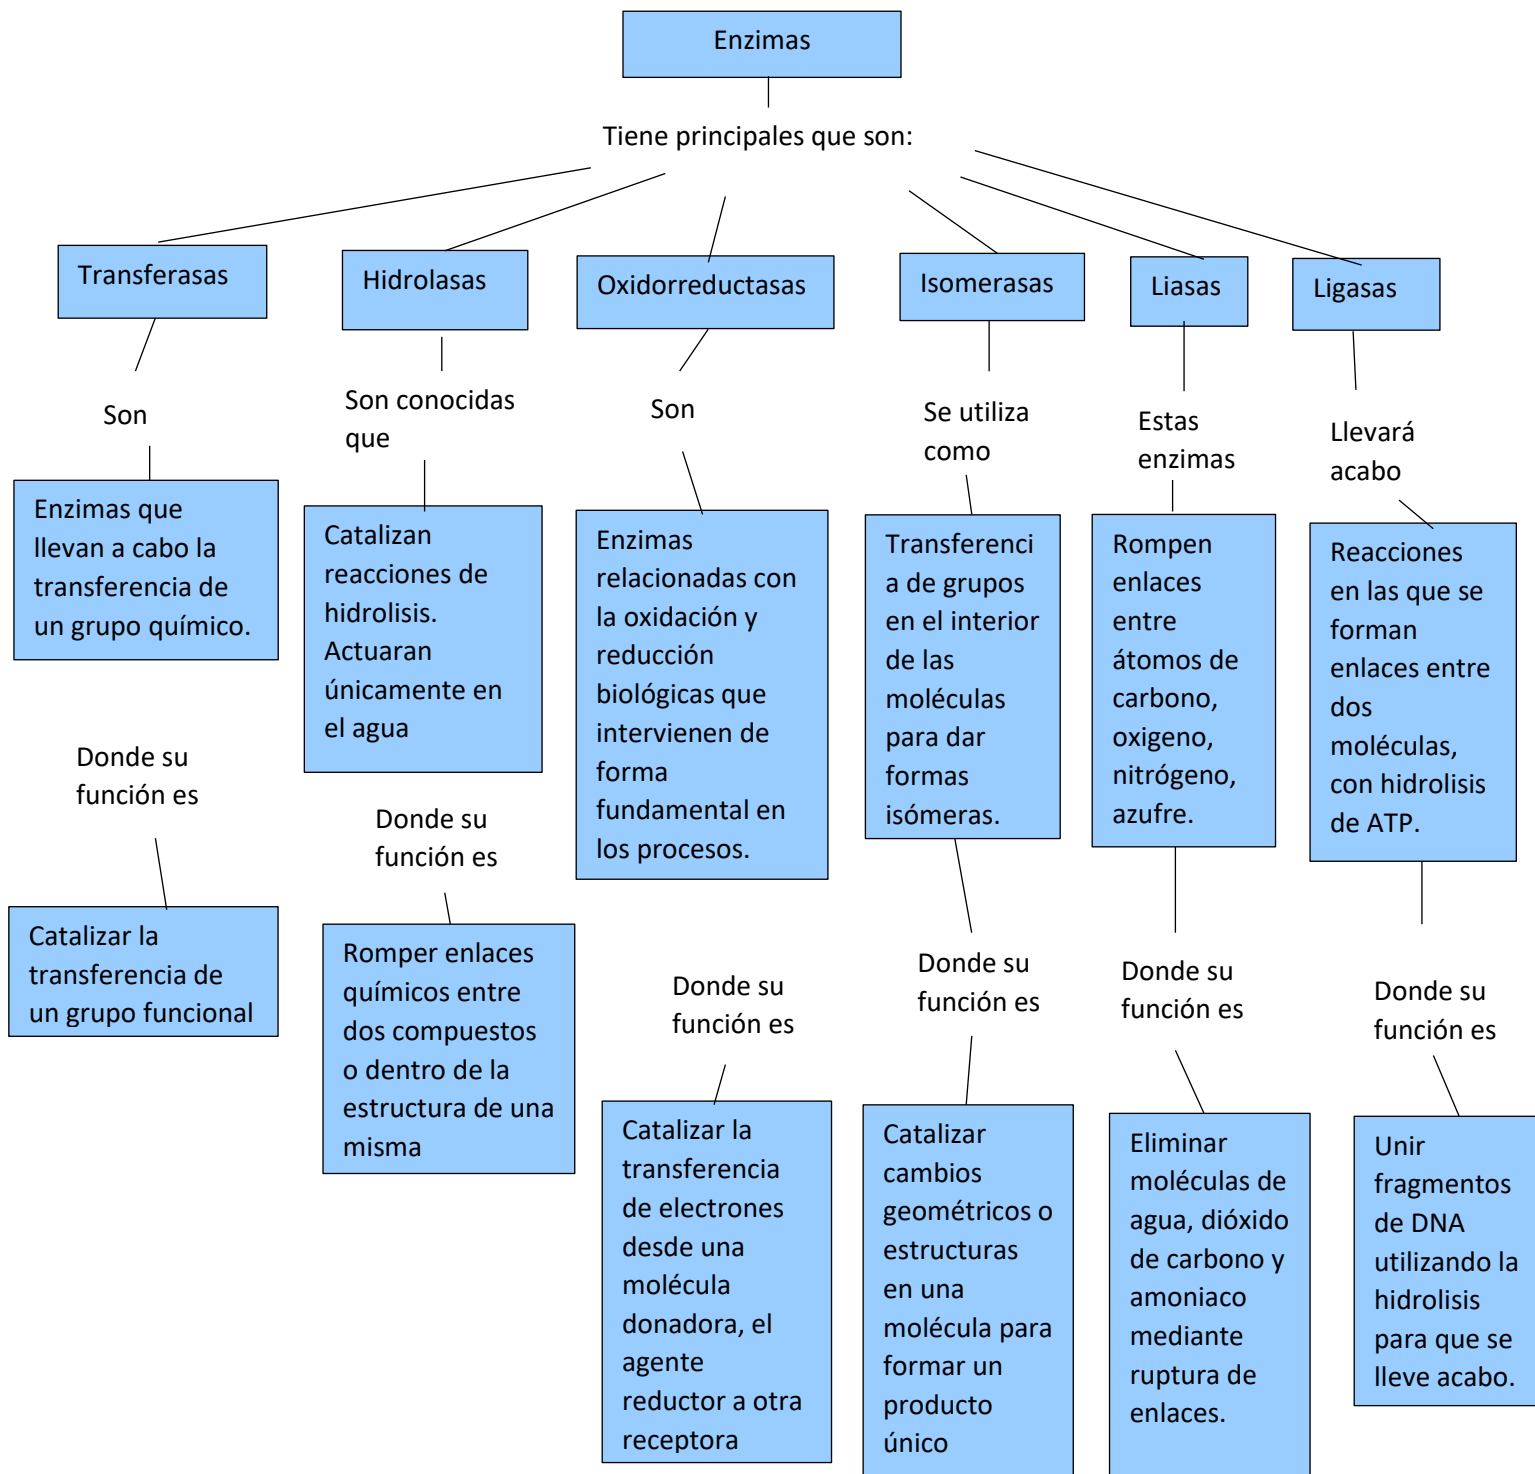 Enzimas
Tiene principales que son:
Transferasas
Hidrolasas
Oxidorreductasas
Isomerasas
Liasas
Ligasas
Son
Son conocidas
que
Son
Se utiliza
como
Estas
enzimas
Llevará
acabo
Enzimas que
llevan a cabo la
transferencia de
un grupo químico.
Catalizan
reacciones de
hidrolisis.
Actuaran
únicamente en
el agua
Enzimas
relacionadas con
la oxidación y
reducción
biológicas que
intervienen de
forma
fundamental en
los procesos.
Transferenci
a de grupos
en el interior
de las
moléculas
para dar
formas
isómeras.
Rompen
enlaces
entre
átomos de
carbono,
oxigeno,
nitrógeno,
azufre.
Reacciones
en las que se
forman
enlaces entre
dos
moléculas,
con hidrolisis
de ATP.
Donde su
función es
Donde su
función es
Donde su
función es
Donde su
función es
Donde su
función es
Donde su
función es
Catalizar la
transferencia de
un grupo funcional
Romper enlaces
químicos entre
dos compuestos
o dentro de la
estructura de una
misma
Catalizar la
transferencia
de electrones
desde una
molécula
donadora, el
agente
reductor a otra
receptora
Catalizar
cambios
geométricos o
estructuras
en una
molécula para
formar un
producto
único
Eliminar
moléculas de
agua, dióxido
de carbono y
amoniaco
mediante
ruptura de
enlaces.
Unir
fragmentos
de DNA
utilizando la
hidrolisis
para que se
lleve acabo.